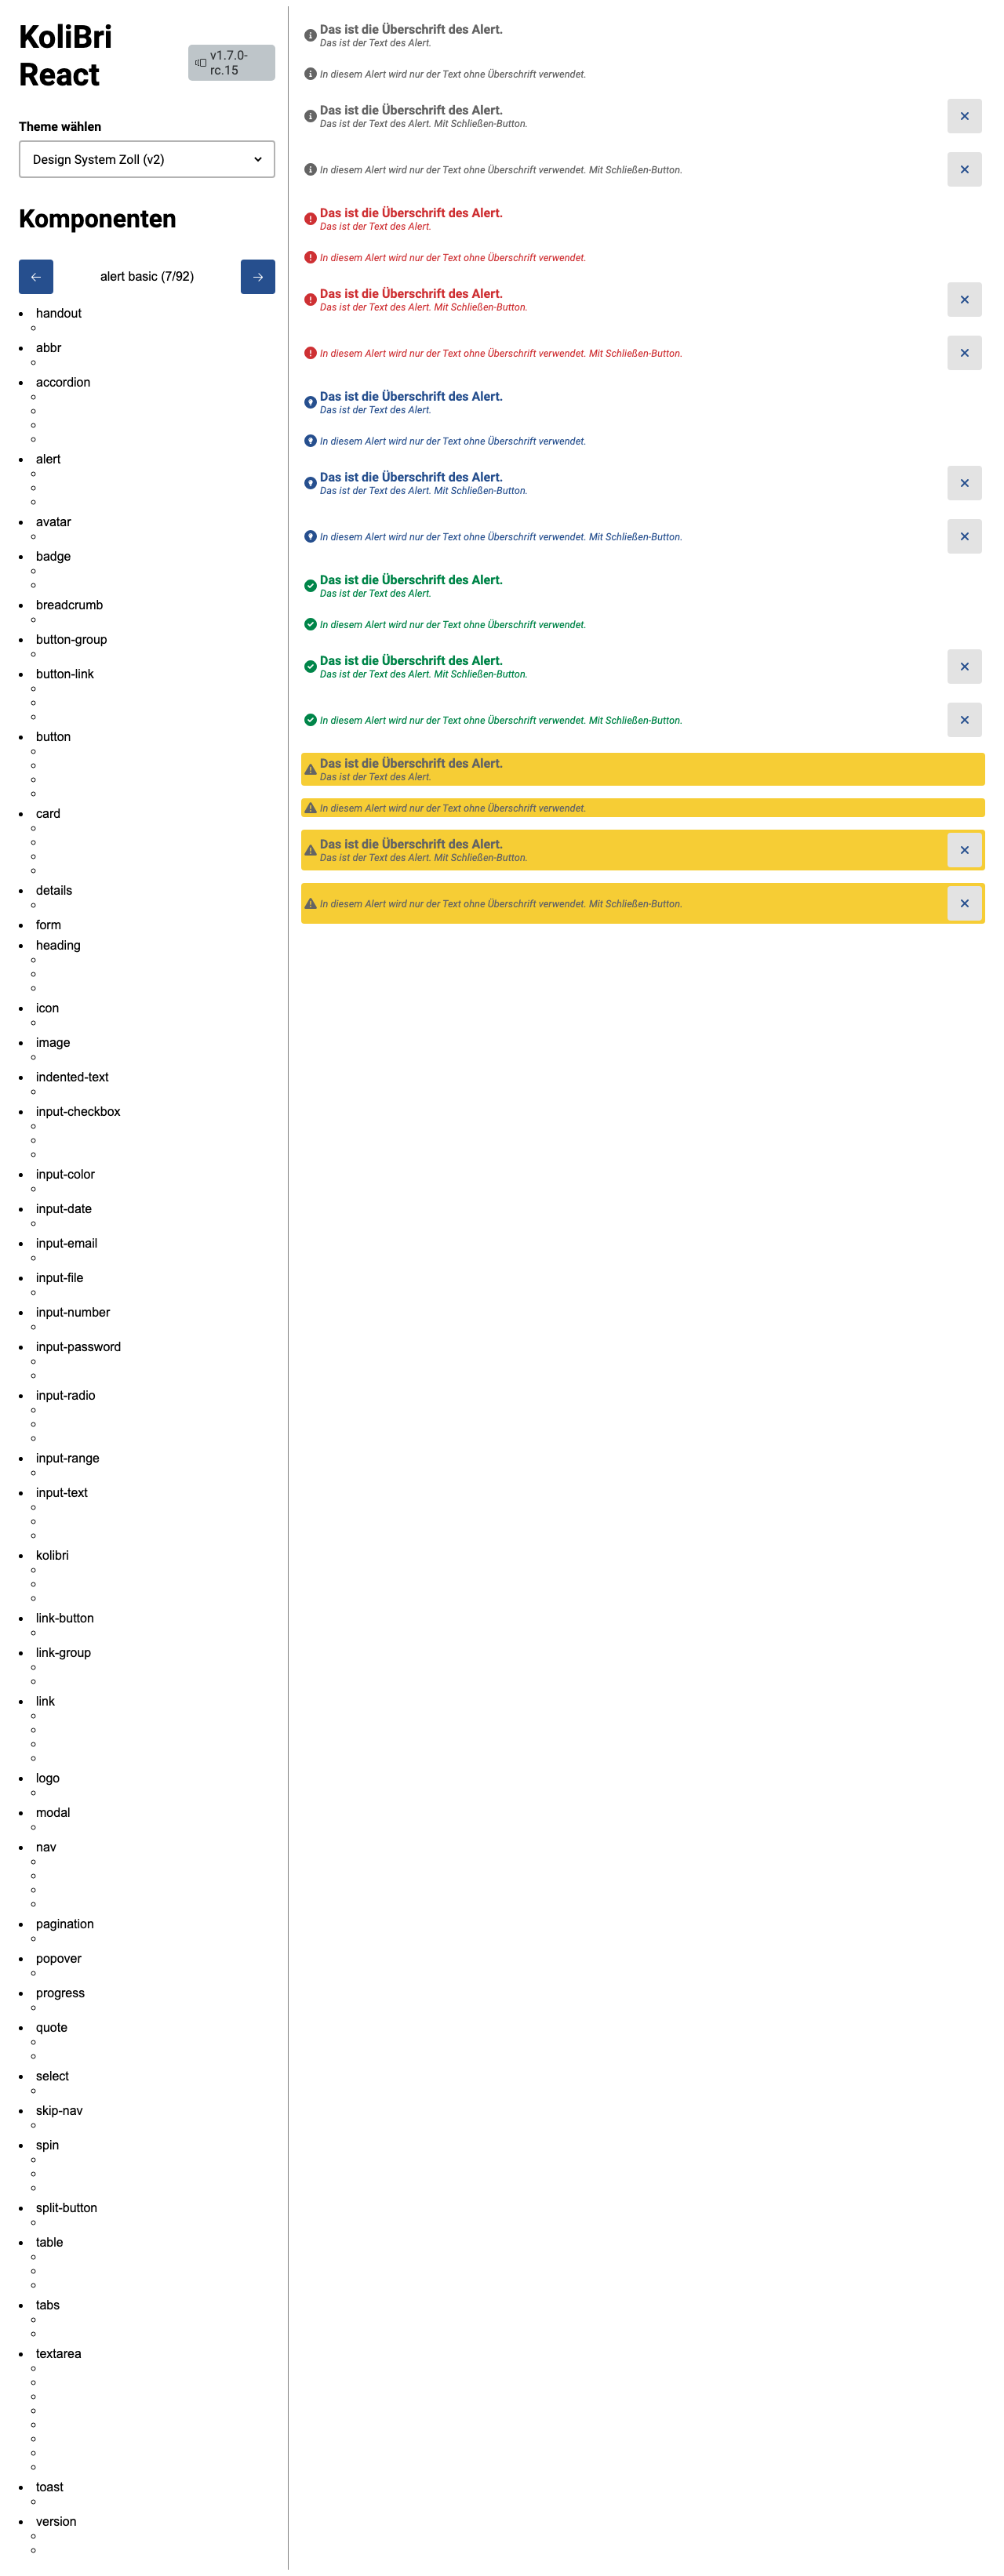 KoliBri
React
v1.7.0-
rc.15
Theme wählen
Design System Zoll (v2)
Komponenten
alert basic (7/92)
handout
abbr
accordion
alert
avatar
badge
breadcrumb
button-group
button-link
button
card
details
form
heading
icon
image
indented-text
input-checkbox
input-color
input-date
input-email
input-file
input-number
input-password
input-radio
input-range
input-text
kolibri
link-button
link-group
link
logo
modal
nav
pagination
popover
progress
quote
select
skip-nav
spin
split-button
table
tabs
textarea
toast
version
Das ist die Überschrift des Alert.
Das ist der Text des Alert.
In diesem Alert wird nur der Text ohne Überschrift verwendet.
Das ist die Überschrift des Alert.
Das ist der Text des Alert. Mit Schließen-Button.
In diesem Alert wird nur der Text ohne Überschrift verwendet. Mit Schließen-Button.
Das ist die Überschrift des Alert.
Das ist der Text des Alert.
In diesem Alert wird nur der Text ohne Überschrift verwendet.
Das ist die Überschrift des Alert.
Das ist der Text des Alert. Mit Schließen-Button.
In diesem Alert wird nur der Text ohne Überschrift verwendet. Mit Schließen-Button.
Das ist die Überschrift des Alert.
Das ist der Text des Alert.
In diesem Alert wird nur der Text ohne Überschrift verwendet.
Das ist die Überschrift des Alert.
Das ist der Text des Alert. Mit Schließen-Button.
In diesem Alert wird nur der Text ohne Überschrift verwendet. Mit Schließen-Button.
Das ist die Überschrift des Alert.
Das ist der Text des Alert.
In diesem Alert wird nur der Text ohne Überschrift verwendet.
Das ist die Überschrift des Alert.
Das ist der Text des Alert. Mit Schließen-Button.
In diesem Alert wird nur der Text ohne Überschrift verwendet. Mit Schließen-Button.
Das ist die Überschrift des Alert.
Das ist der Text des Alert.
In diesem Alert wird nur der Text ohne Überschrift verwendet.
Das ist die Überschrift des Alert.
Das ist der Text des Alert. Mit Schließen-Button.
In diesem Alert wird nur der Text ohne Überschrift verwendet. Mit Schließen-Button.